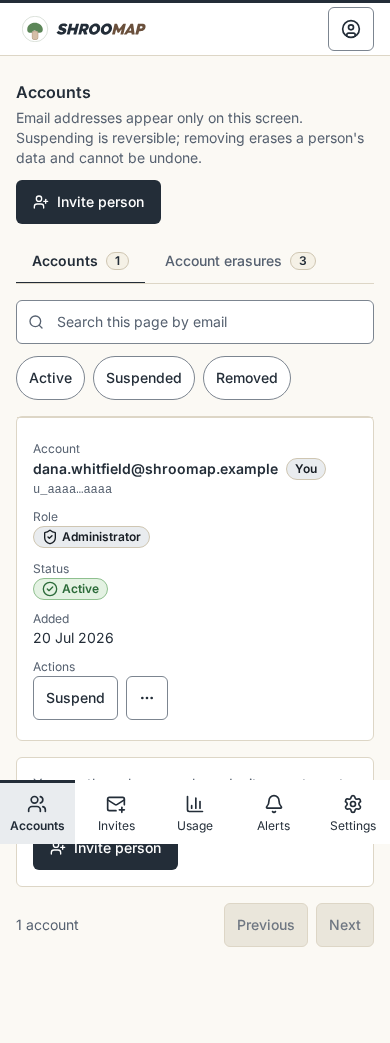 SHROOMAP
Accounts
Email addresses appear only on this screen.
Suspending is reversible; removing erases a person's
data and cannot be undone.
Invite person
Accounts 1 Account erasures 3
Search this page by email
Active Suspended Removed
Account
dana.whitfield@shroomap.example You
u_aaaa…aaaa
Role
Administrator
Status
Active
Added
20 Jul 2026
Actions
Suspend ...
Accounts Invites Usage Alerts Settings
Invite person
1 account Previous Next